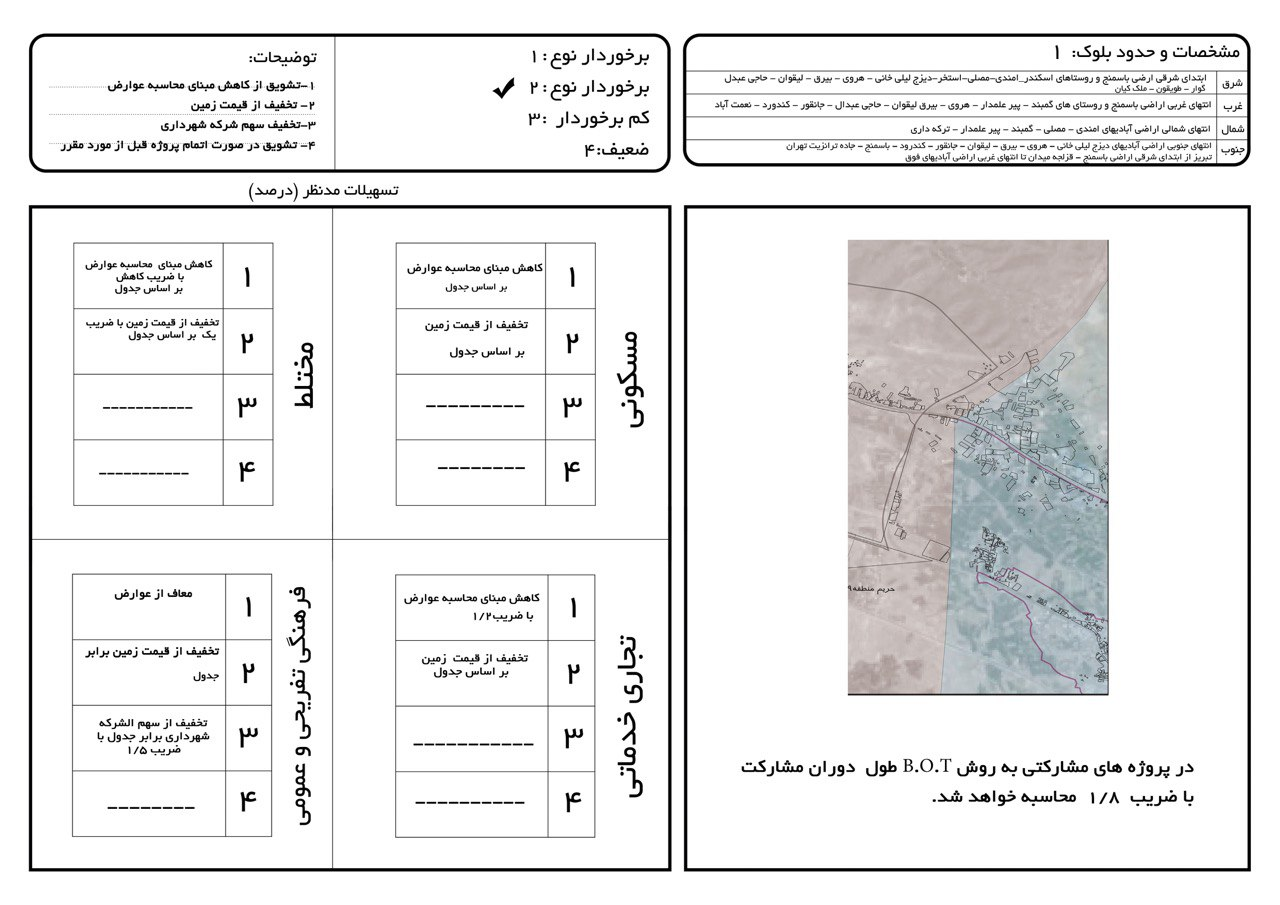 مشخصات و حدود بلوک: ۱
شرق
ابتدای شرقی ارضی باسمنج و روستاهای اسکندر_امندی-مصلی-استخر-دیزج لیلی خانی - هروی - بیرق - لیقوان - حاجی عبدل
کوار - طویقون - ملک کیان
غرب
انتهای غربی اراضی باسمنج و روستای های گمبند - پیر علمدار - هروی - بیرق لیقوان - حاجی عبدال - جانقور - کندورد - نعمت آباد
شمال
انتهای شمالی اراضی آبادیهای امندی - مصلی - گمبند - پیر علمدار - ترکه داری
جنوب
انتهای جنوبی اراضی آبادیهای دیزج لیلی خانی - هروی - بیرق - لیقوان - جانقور - کندرود - باسمنج - جاده ترانزیت تهران
تبریز از ابتدای شرقی اراضی باسمنج - قزلجه میدان تا انتهای غربی اراضی آبادیهای فوق
برخوردار نوع: ۱
برخوردار نوع: ۲ ✔
کم برخوردار : ۳
ضعیف:۴
توضیحات:
۱-تشویق از کاهش مبنای محاسبه عوارض
۲- تخفیف از قیمت زمین
۳-تخفیف سهم شرکه شهرداری
۴- تشویق در صورت اتمام پروژه قبل از مورد مقرر
تسهیلات مدنظر (درصد)
مسکونی
۱
کاهش مبنای محاسبه عوارض
بر اساس جدول
۲
تخفیف از قیمت زمین
بر اساس جدول
۳
----------
۴
---------
مختلط
۱
کاهش مبنای محاسبه عوارض
با ضریب کاهش
بر اساس جدول
۲
تخفیف از قیمت زمین با ضریب
یک بر اساس جدول
۳
-----------
۴
-----------
تجاری خدماتی
۱
کاهش مبنای محاسبه عوارض
با ضریب۱/۲
۲
تخفیف از قیمت زمین
بر اساس جدول
۳
------------
۴
-----------
فرهنگی تفریحی و عمومی
۱
معاف از عوارض
۲
تخفیف از قیمت زمین برابر
جدول
۳
تخفیف از سهم الشرکه
شهرداری برابر جدول با
ضریب ۱/۵
۴
--------
حریم منطقه۹
در پروژه های مشارکتی به روش B.O.T طول دوران مشارکت
با ضریب ۱/۸ محاسبه خواهد شد.